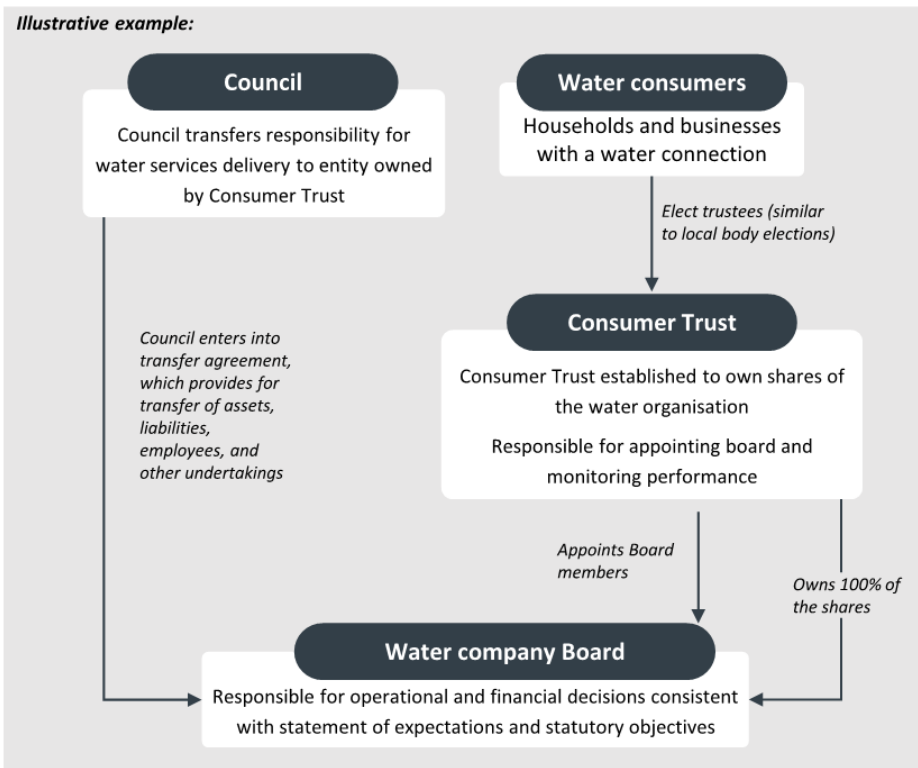 Illustrative example:
Council
Council transfers responsibility for
water services delivery to entity owned
by Consumer Trust
Water consumers
Households and businesses
with a water connection
Elect trustees (similar
to local body elections)
Consumer Trust
Consumer Trust established to own shares of
the water organisation
Responsible for appointing board and
monitoring performance
Council enters into
transfer agreement,
which provides for
transfer of assets,
liabilities,
employees, and
other undertakings
Appoints Board
members
Owns 100% of
the shares
Water company Board
Responsible for operational and financial decisions consistent
with statement of expectations and statutory objectives